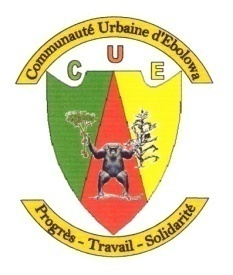 Communauté Urbaine d'Ebolowa
C U E
Progrès - Travail - Solidarité